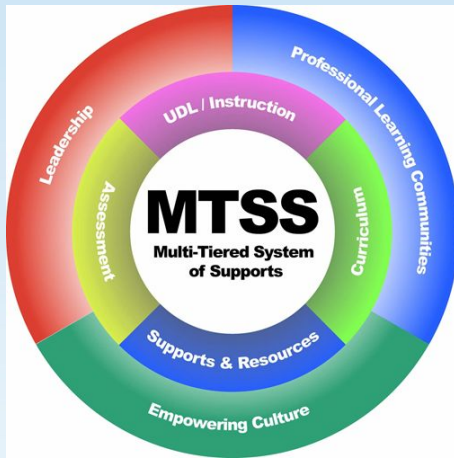 Leadership
Professional Learning Communities
UDL / Instruction
Assessment
Curriculum
MTSS
Multi-Tiered System
of Supports
Supports & Resources
Empowering Culture